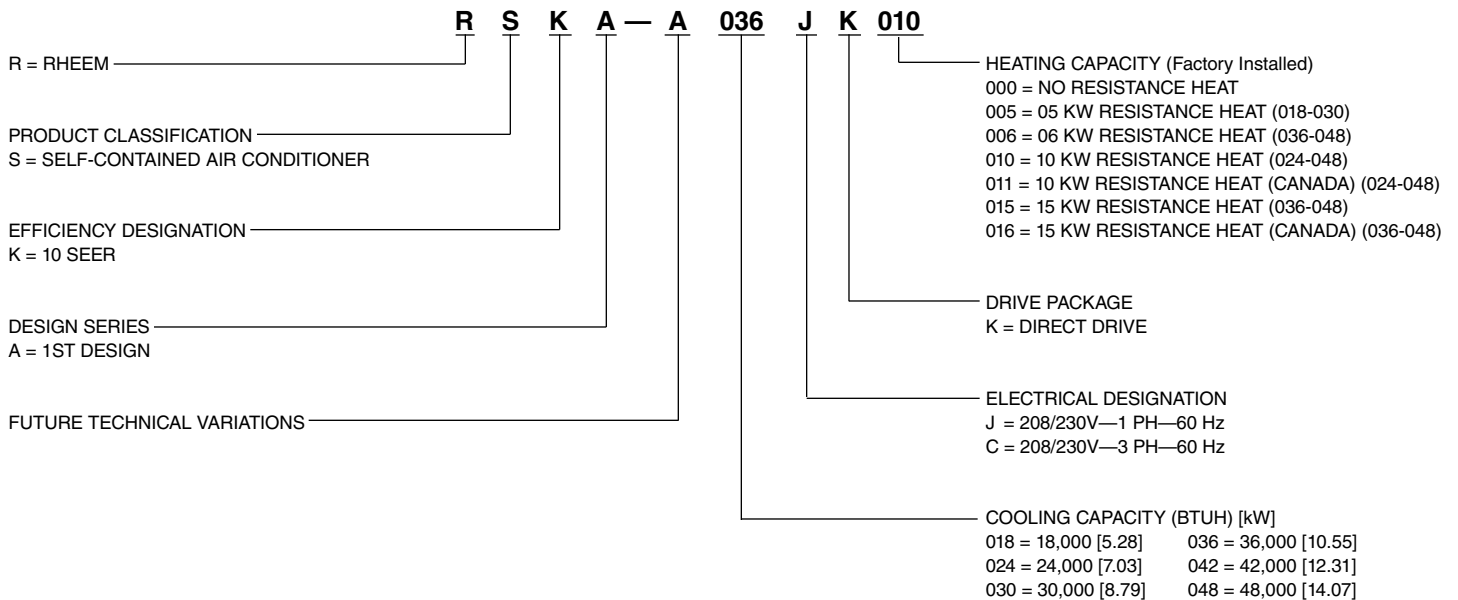 R S K A — A 036 J K 010
R = RHEEM
PRODUCT CLASSIFICATION
S = SELF-CONTAINED AIR CONDITIONER
EFFICIENCY DESIGNATION
K = 10 SEER
DESIGN SERIES
A = 1ST DESIGN
FUTURE TECHNICAL VARIATIONS
HEATING CAPACITY (Factory Installed)
000 = NO RESISTANCE HEAT
005 = 05 KW RESISTANCE HEAT (018-030)
006 = 06 KW RESISTANCE HEAT (036-048)
010 = 10 KW RESISTANCE HEAT (024-048)
011 = 10 KW RESISTANCE HEAT (CANADA) (024-048)
015 = 15 KW RESISTANCE HEAT (036-048)
016 = 15 KW RESISTANCE HEAT (CANADA) (036-048)
DRIVE PACKAGE
K = DIRECT DRIVE
ELECTRICAL DESIGNATION
J = 208/230V—1 PH—60 Hz
C = 208/230V—3 PH—60 Hz
COOLING CAPACITY (BTUH) [kW]
018 = 18,000 [5.28] 036 = 36,000 [10.55]
024 = 24,000 [7.03] 042 = 42,000 [12.31]
030 = 30,000 [8.79] 048 = 48,000 [14.07]